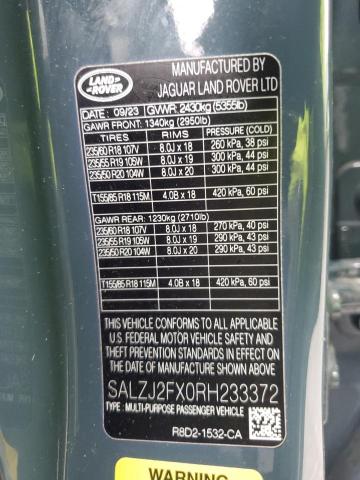 LAND
ROVER
MANUFACTURED BY
JAGUAR LAND ROVER LTD
DATE: 09/23 GVWR: 2430kg (5355lb)
GAWR FRONT: 1340kg (2950lb)
TIRES RIMS PRESSURE (COLD)
235/60 R18 107V 8.0J x 18 260 kPa, 38 psi
235/55 R19 105W 8.0J x 19 300 kPa, 44 psi
235/50 R20 104W 8.0J x 20 300 kPa, 44 psi
T155/85 R18 115M 4.0B x 18 420 kPa, 60 psi
GAWR REAR: 1230kg (2710lb)
235/60 R18 107V 8.0J x 18 270 kPa, 40 psi
235/55 R19 105W 8.0J x 19 290 kPa, 43 psi
235/50 R20 104W 8.0J x 20 290 kPa, 43 psi
T155/85 R18 115M 4.0B x 18 420 kPa, 60 psi
THIS VEHICLE CONFORMS TO ALL APPLICABLE
U.S FEDERAL MOTOR VEHICLE SAFETY AND
THEFT PREVENTION STANDARDS IN EFFECT ON
THE DATE OF MANUFACTURE SHOWN ABOVE.
SALZJ2FX0RH233372
TYPE: MULTI-PURPOSE PASSENGER VEHICLE
R8D2-1532-CA
WARNING